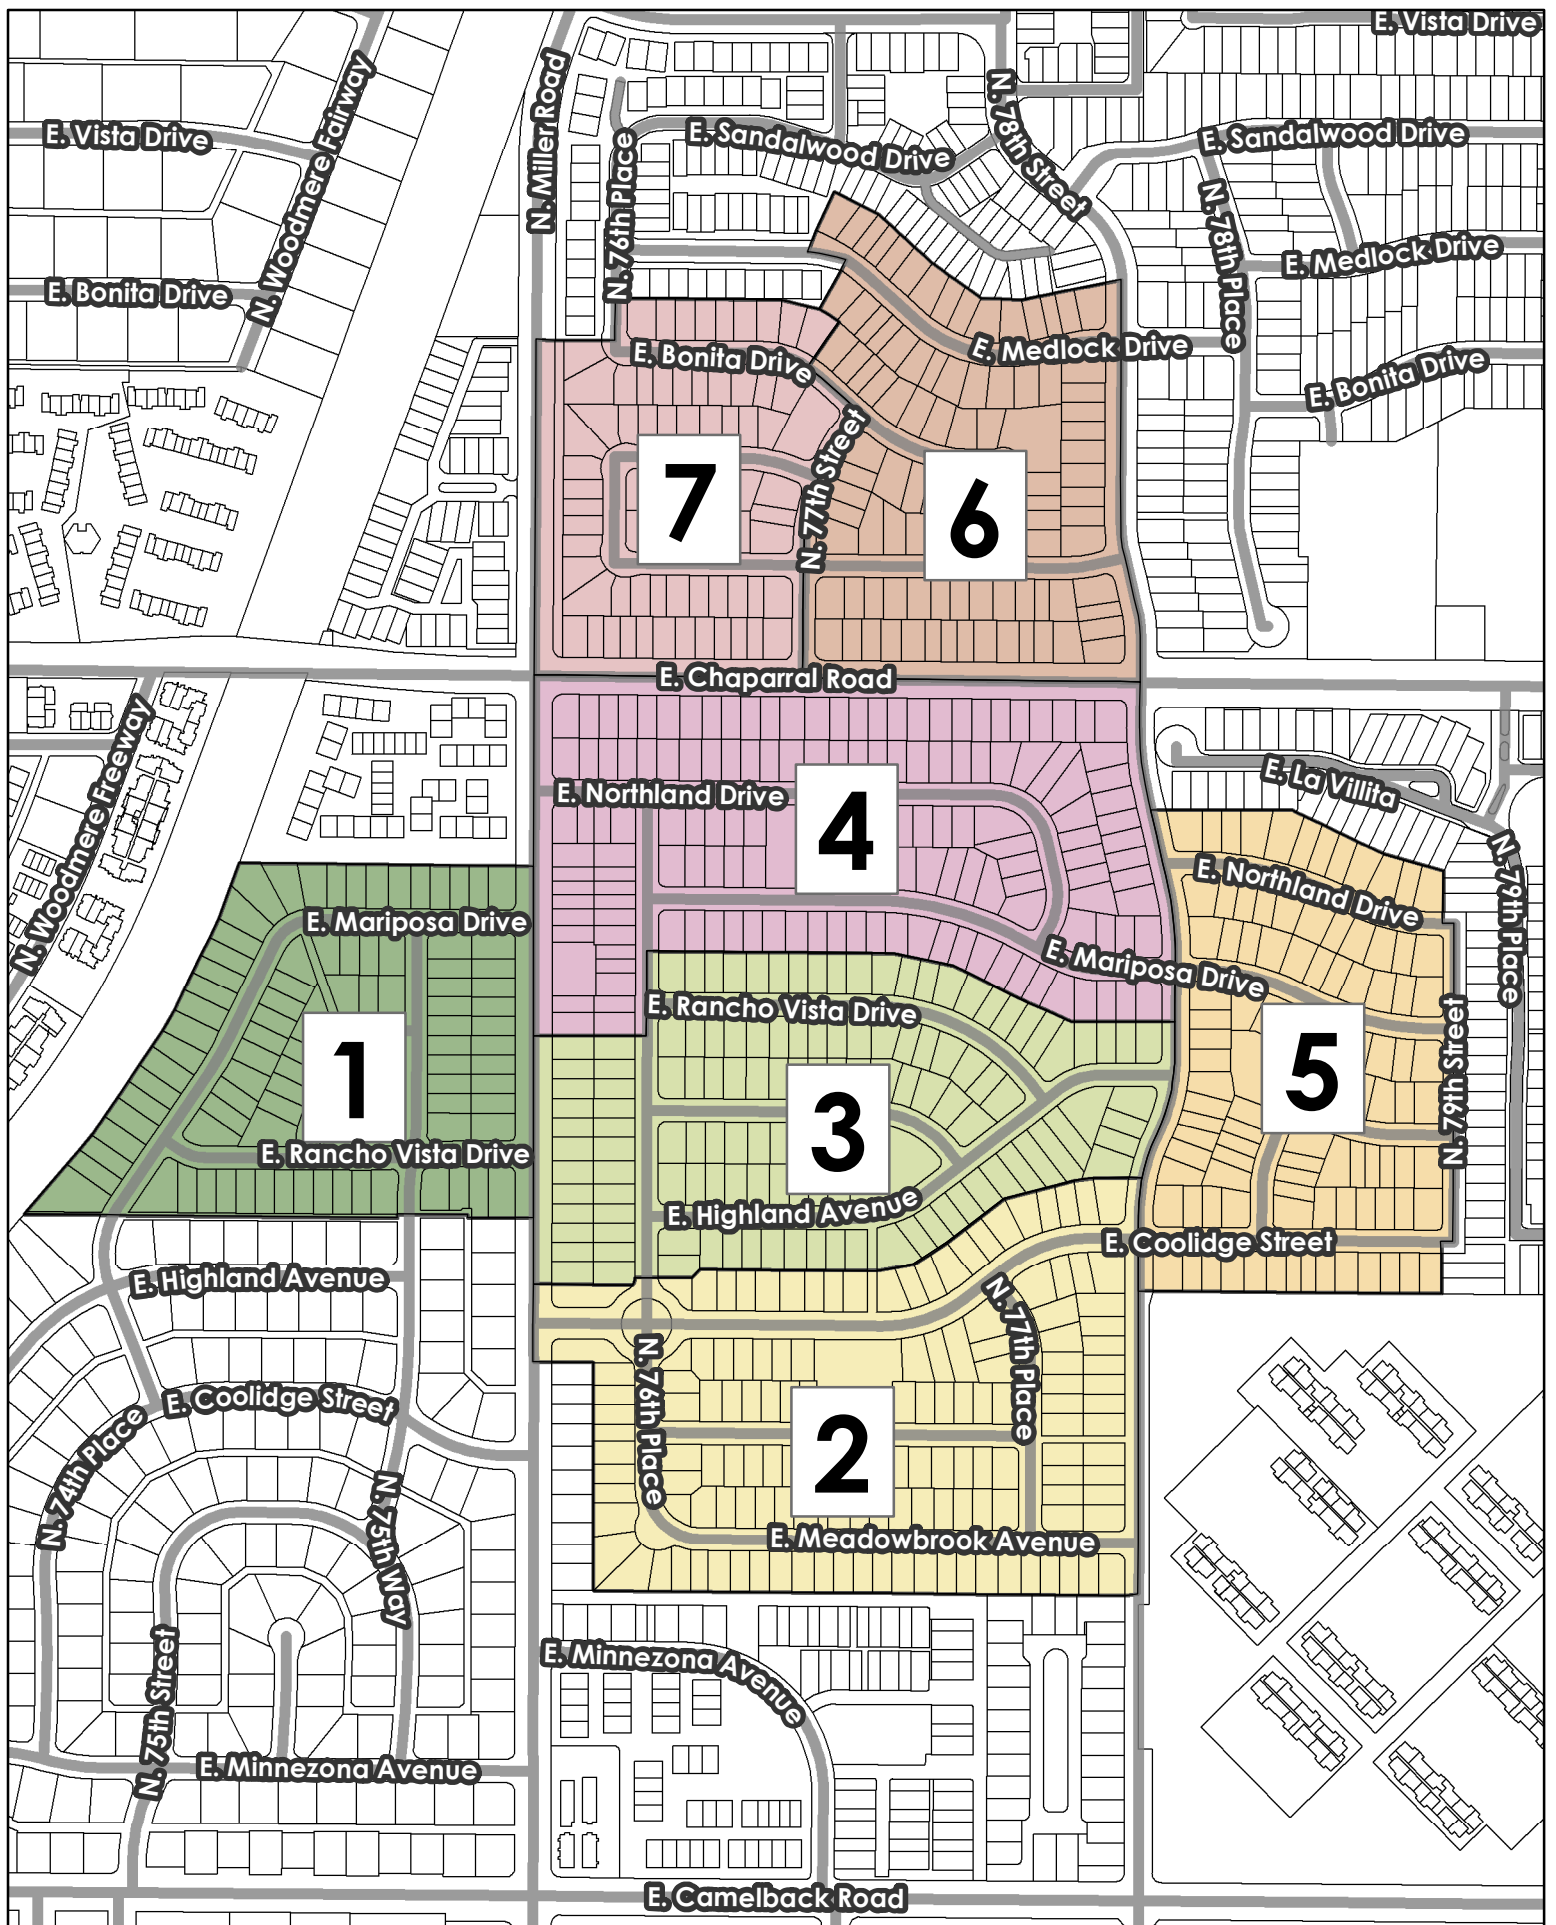 E. Vista Drive
N. Woodmere Fairway
N. Miller Road
N. 78th Street
E. Vista Drive
E. Sandalwood Drive
E. Sandalwood Drive
N. 76th Place
N. 78th Place
E. Medlock Drive
E. Bonita Drive
E. Medlock Drive
E. Bonita Drive
E. Bonita Drive
N. 77th Street
7
6
E. Chaparral Road
N. Woodmere Freeway
E. La Villita
E. Northland Drive
4
N. 79th Place
E. Northland Drive
E. Mariposa Drive
E. Mariposa Drive
E. Rancho Vista Drive
1
5
N. 79th Street
3
E. Rancho Vista Drive
E. Highland Avenue
E. Coolidge Street
E. Highland Avenue
N. 77th Place
N. 76th Place
E. Coolidge Street
N. 74th Place
2
N. 75th Way
E. Meadowbrook Avenue
E. Minnezona Avenue
N. 75th Street
E. Minnezona Avenue
E. Camelback Road